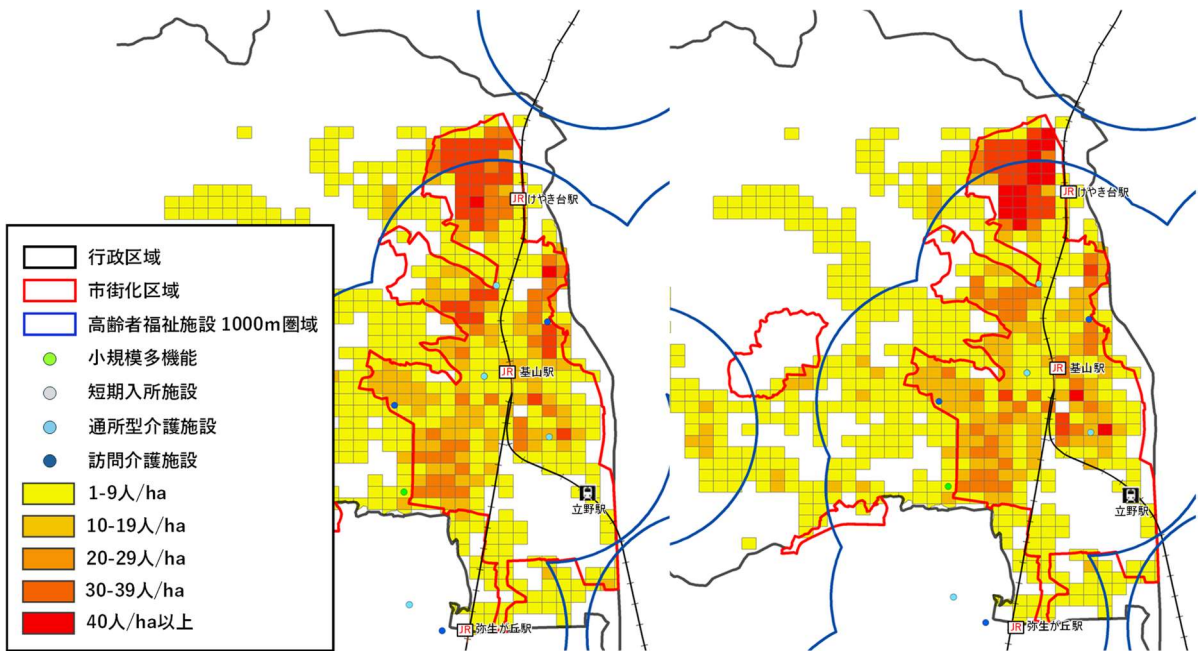 行政区域
市街化区域
高齢者福祉施設 1000m圏域
小規模多機能
短期入所施設
通所型介護施設
訪問介護施設
1-9人/ha
10-19人/ha
20-29人/ha
30-39人/ha
40人/ha以上
JR けやき台駅
JR 基山駅
立野駅
JR 弥生が丘駅
JR けやき台駅
JR 基山駅
立野駅
JR 弥生が丘駅